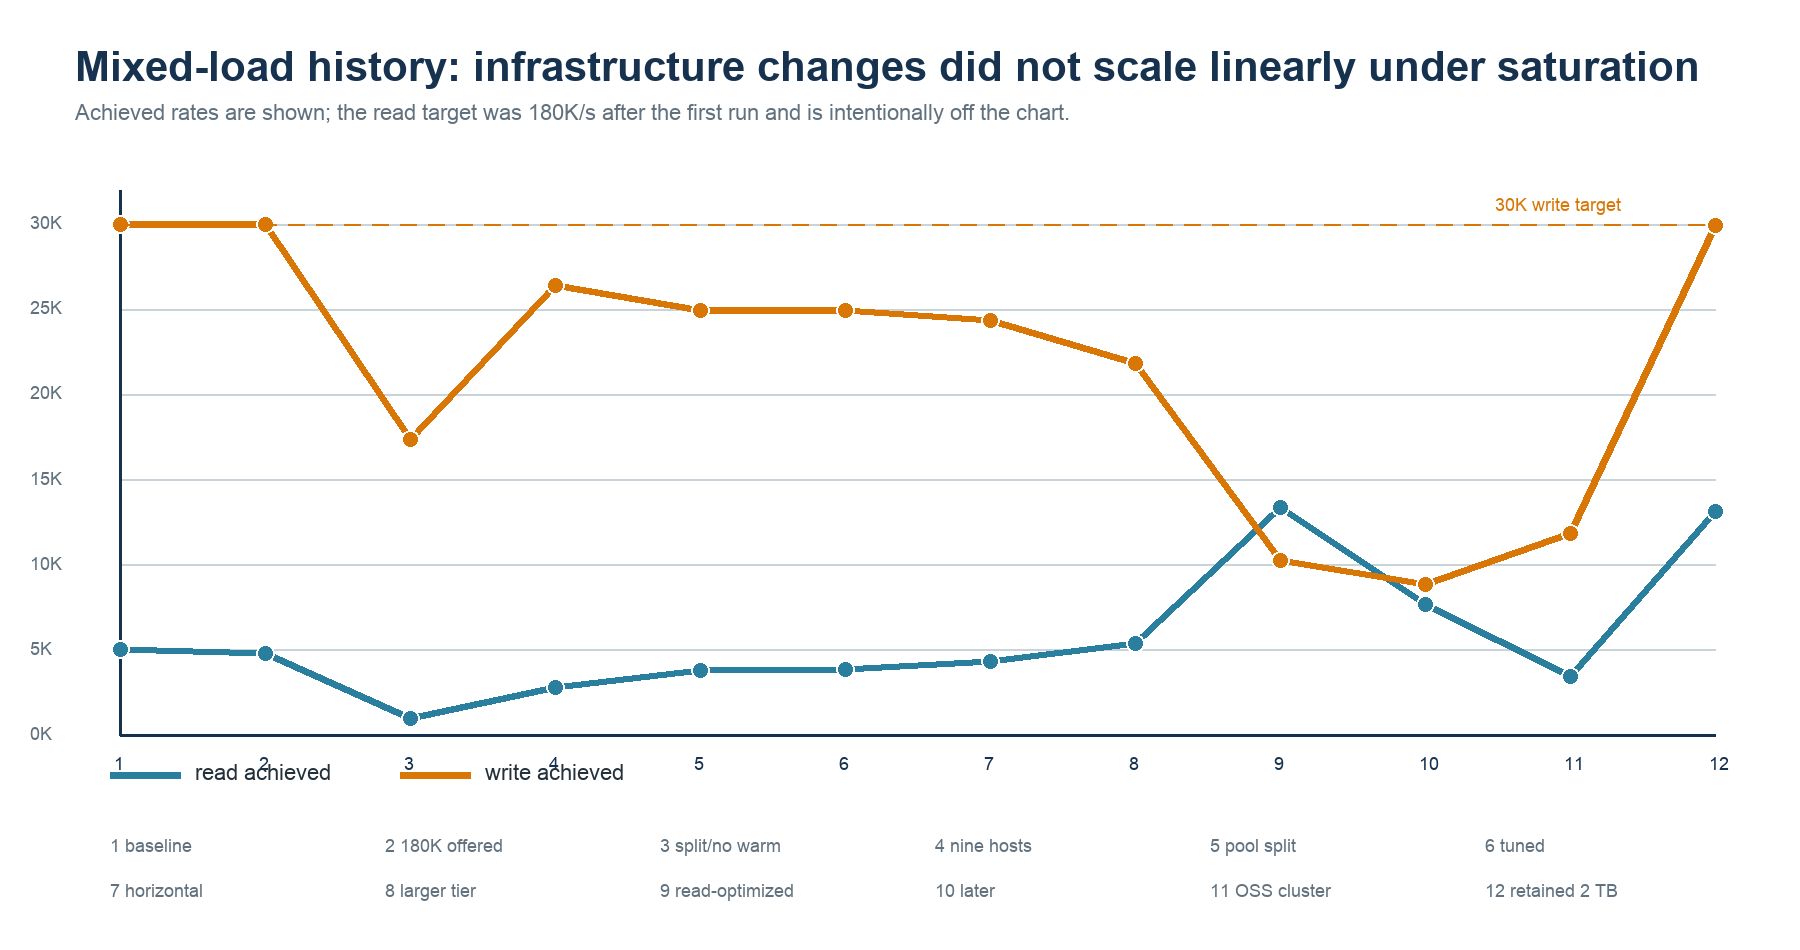 Mixed-load history: infrastructure changes did not scale linearly under saturation
Achieved rates are shown; the read target was 180K/s after the first run and is intentionally off the chart.
30K write target
30K
25K
20K
15K
10K
5K
0K
1 2 3 4 5 6 7 8 9 10 11 12
read achieved write achieved
1 baseline 2 180K offered 3 split/no warm 4 nine hosts 5 pool split 6 tuned
7 horizontal 8 larger tier 9 read-optimized 10 later 11 OSS cluster 12 retained 2 TB